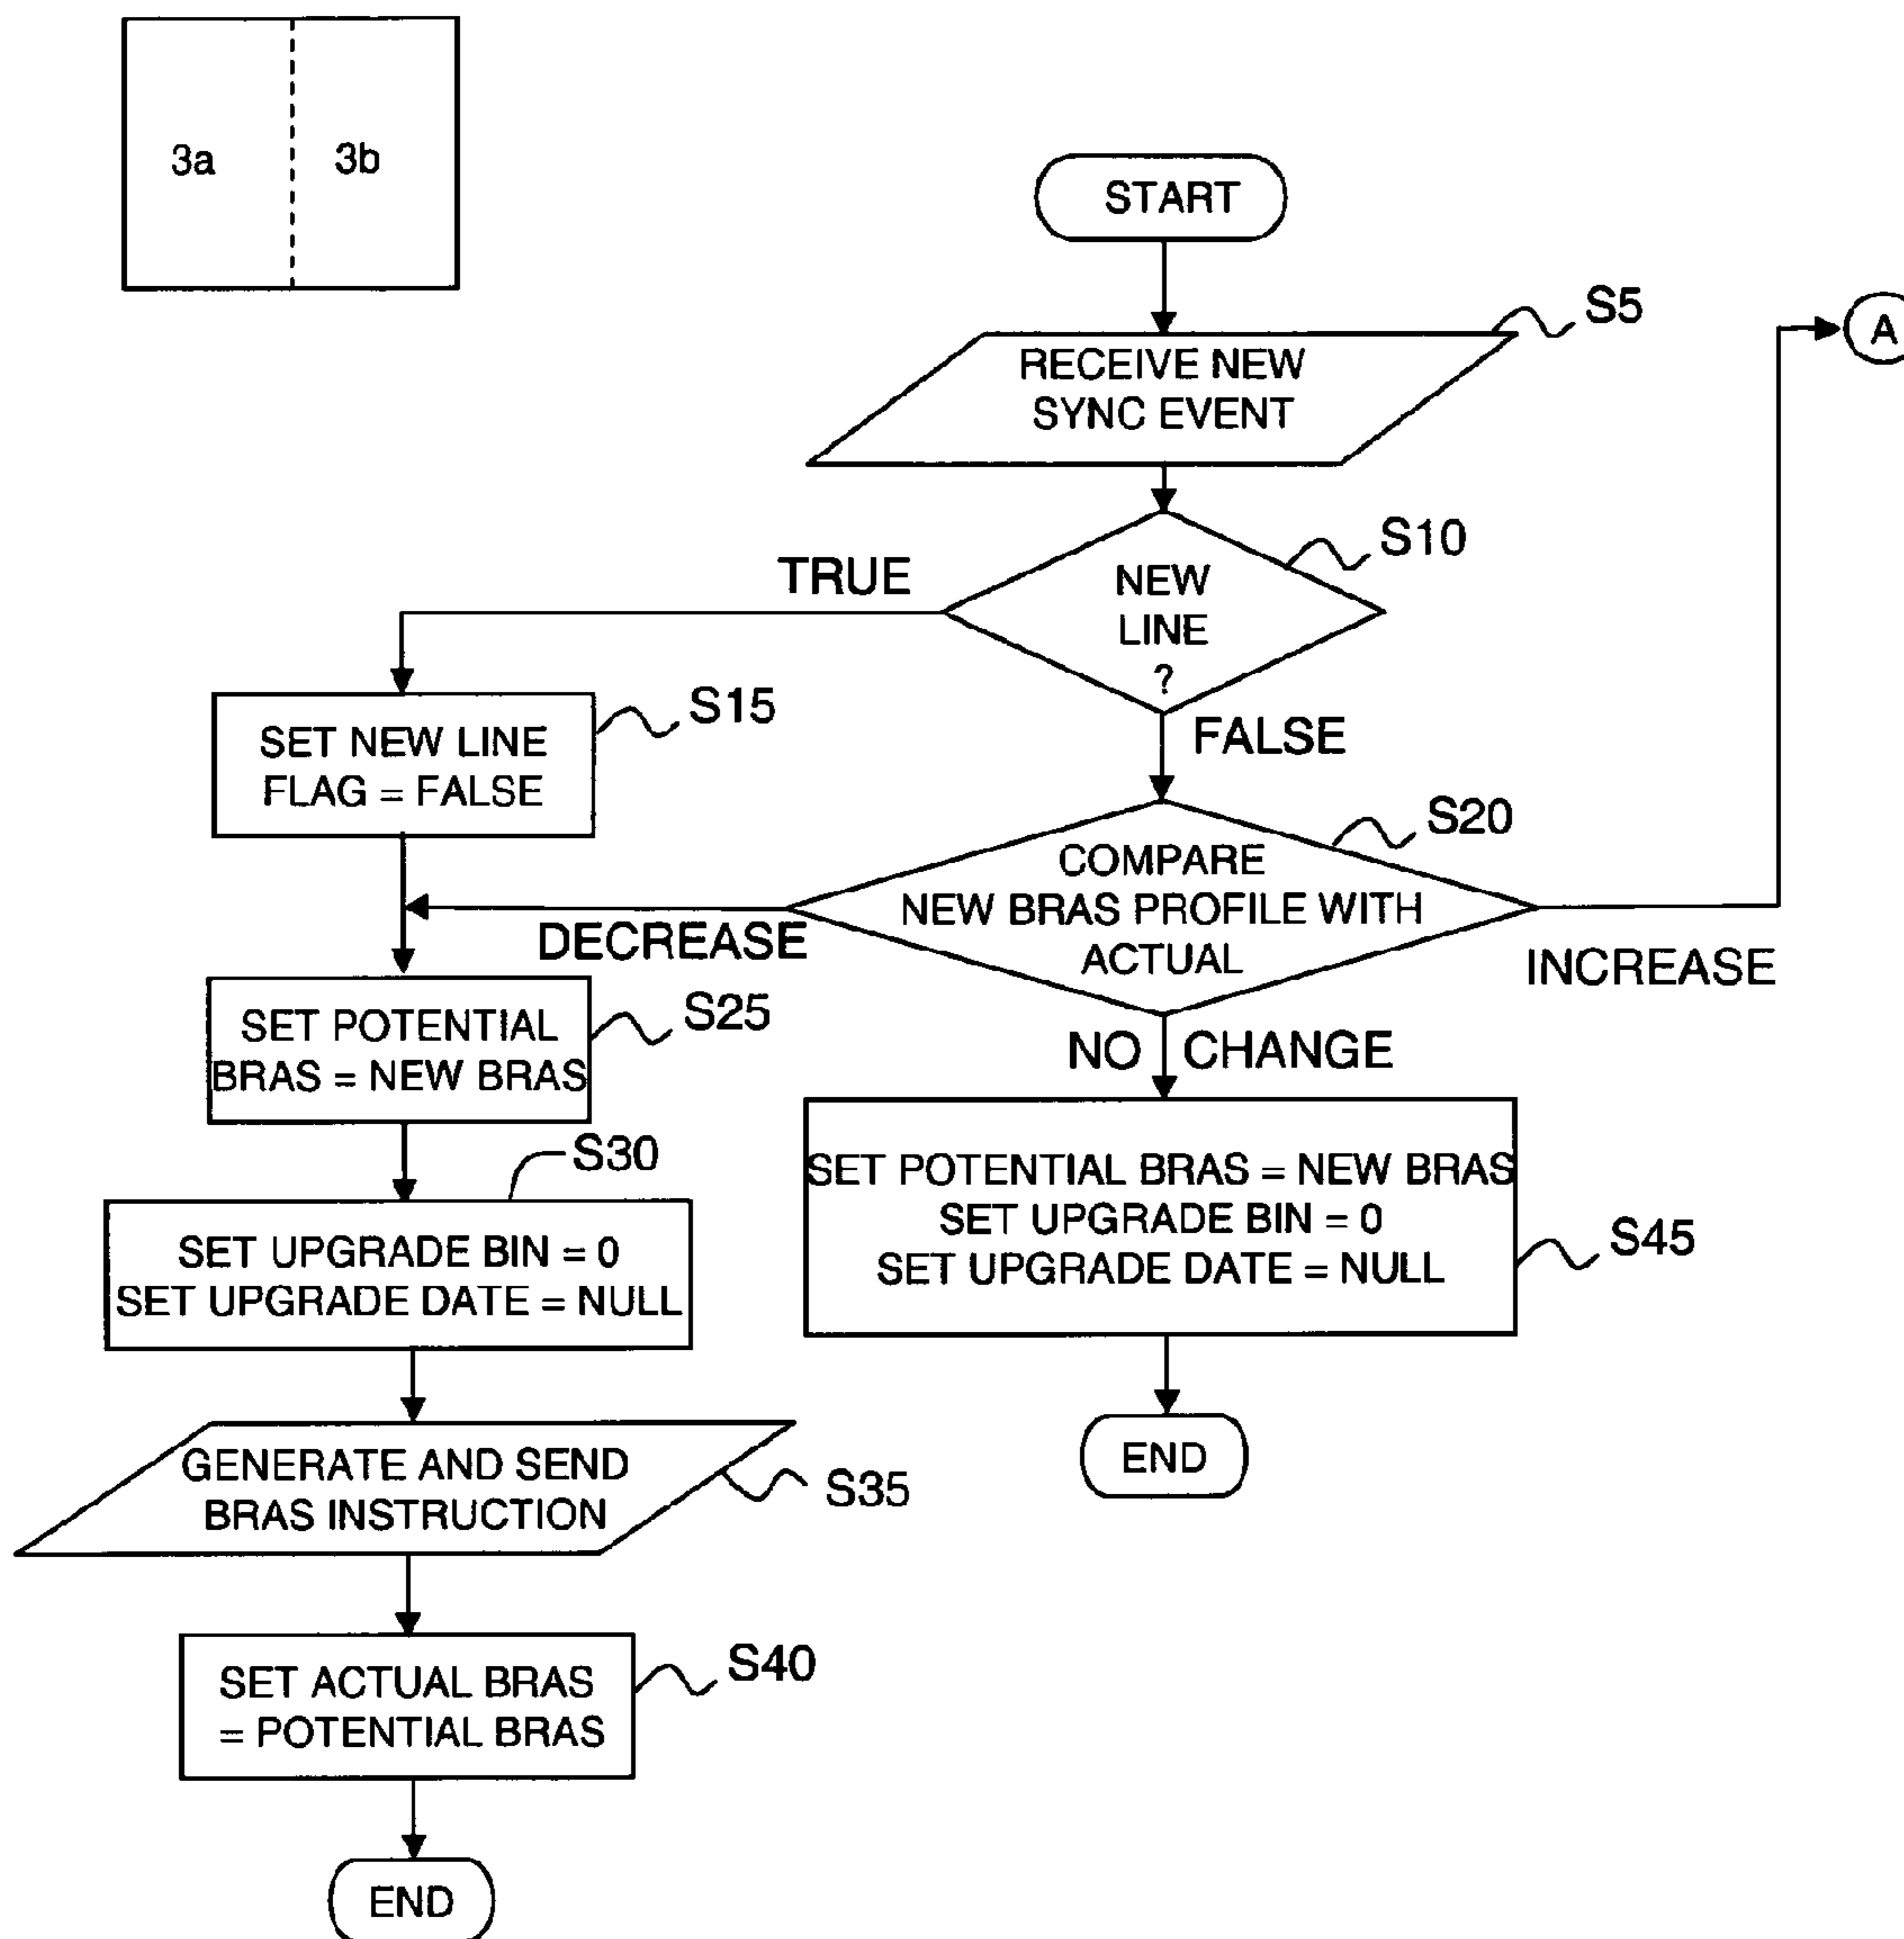 3a
3b
START
S5
A
RECEIVE NEW
SYNC EVENT
S10
TRUE
NEW
LINE
?
S15
SET NEW LINE
FLAG = FALSE
FALSE
S20
COMPARE
NEW BRAS PROFILE WITH
ACTUAL
DECREASE
INCREASE
S25
SET POTENTIAL
BRAS = NEW BRAS
NO CHANGE
S30
SET UPGRADE BIN = 0
SET UPGRADE DATE = NULL
SET POTENTIAL BRAS = NEW BRAS
SET UPGRADE BIN = 0
SET UPGRADE DATE = NULL
S45
GENERATE AND SEND
BRAS INSTRUCTION
S35
END
S40
SET ACTUAL BRAS
= POTENTIAL BRAS
END